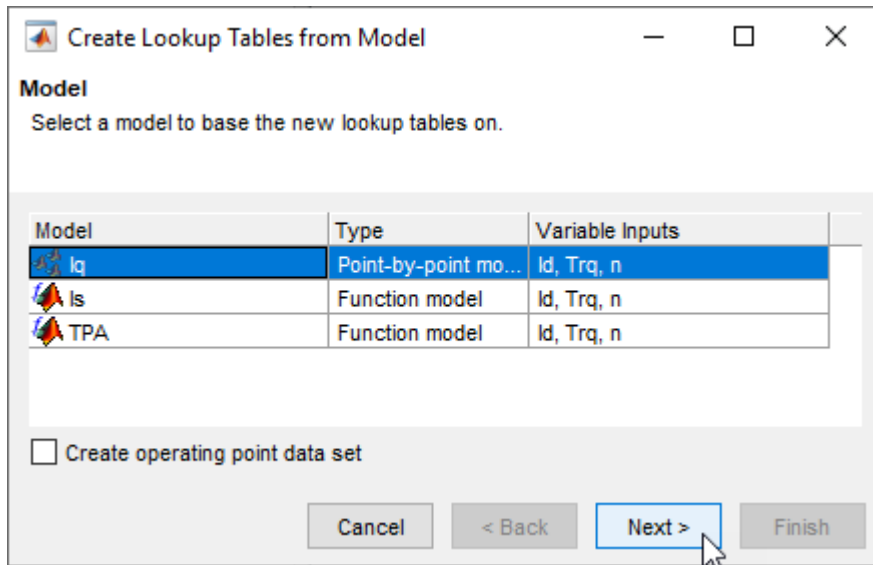 Create Lookup Tables from Model
Model
Select a model to base the new lookup tables on.
Model Type Variable Inputs
Iq Point-by-point mo... Id, Trq, n
Is Function model Id, Trq, n
TPA Function model Id, Trq, n
Create operating point data set
Cancel < Back Next > Finish